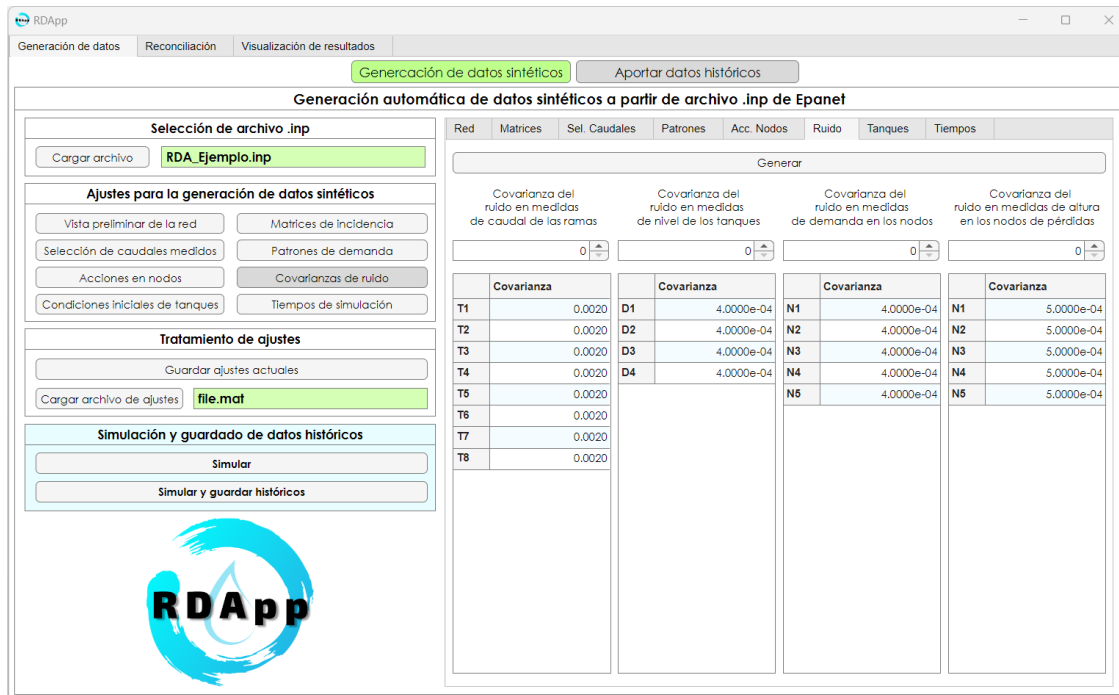 RDApp
Generación de datos Reconciliación Visualización de resultados
Genercación de datos sintéticos Aportar datos históricos
Generación automática de datos sintéticos a partir de archivo .inp de Epanet
Selección de archivo .inp
Cargar archivo RDA_Ejemplo.inp
Ajustes para la generación de datos sintéticos
Vista preliminar de la red Matrices de incidencia
Selección de caudales medidos Patrones de demanda
Acciones en nodos Covarianzas de ruido
Condiciones iniciales de tanques Tiempos de simulación
Tratamiento de ajustes
Guardar ajustes actuales
Cargar archivo de ajustes file.mat
Simulación y guardado de datos históricos
Simular
Simular y guardar históricos
RDApp
Red Matrices Sel. Caudales Patrones Acc. Nodos Ruido Tanques Tiempos
Generar
Covarianza del
ruido en medidas
de caudal de las ramas
0
Covarianza
T1 0.0020
T2 0.0020
T3 0.0020
T4 0.0020
T5 0.0020
T6 0.0020
T7 0.0020
T8 0.0020
Covarianza del
ruido en medidas
de nivel de los tanques
0
Covarianza
D1 4.0000e-04
D2 4.0000e-04
D3 4.0000e-04
D4 4.0000e-04
Covarianza del
ruido en medidas
de demanda en los nodos
0
Covarianza
N1 4.0000e-04
N2 4.0000e-04
N3 4.0000e-04
N4 4.0000e-04
N5 4.0000e-04
Covarianza del
ruido en medidas de altura
en los nodos de pérdidas
0
Covarianza
N1 5.0000e-04
N2 5.0000e-04
N3 5.0000e-04
N4 5.0000e-04
N5 5.0000e-04